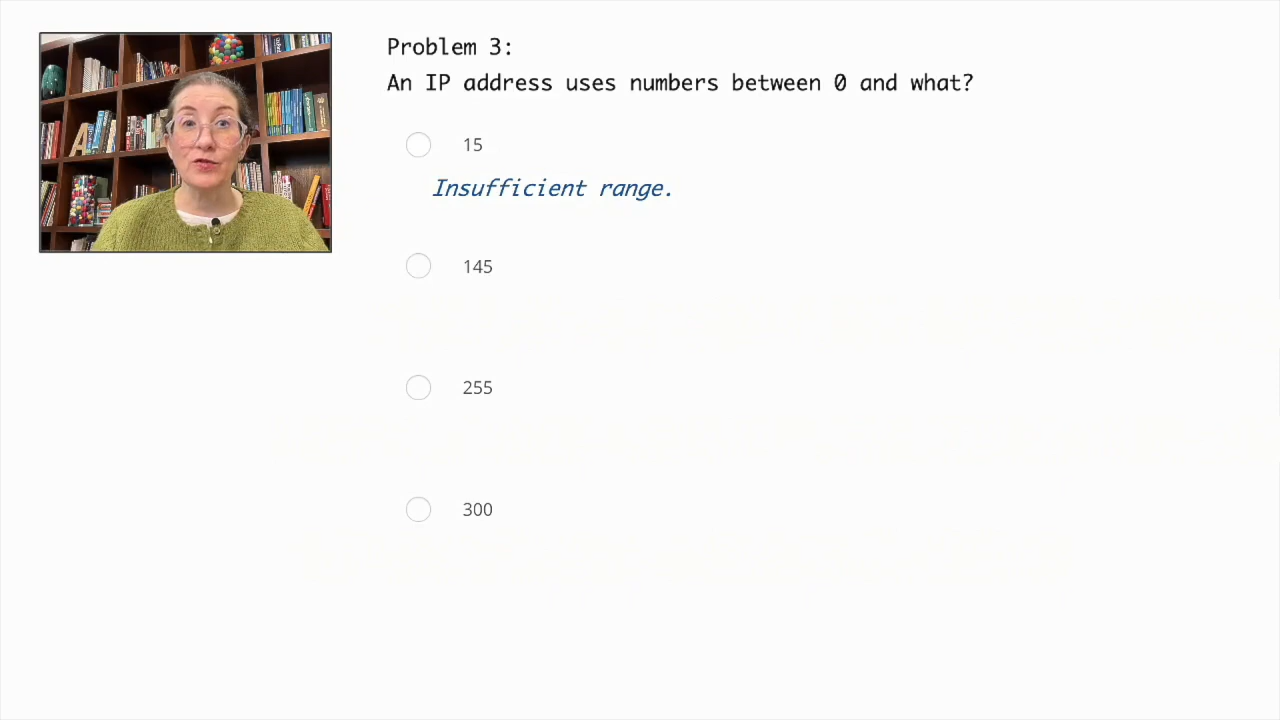 Problem 3:
An IP address uses numbers between 0 and what?
15
Insufficient range.
145
255
300